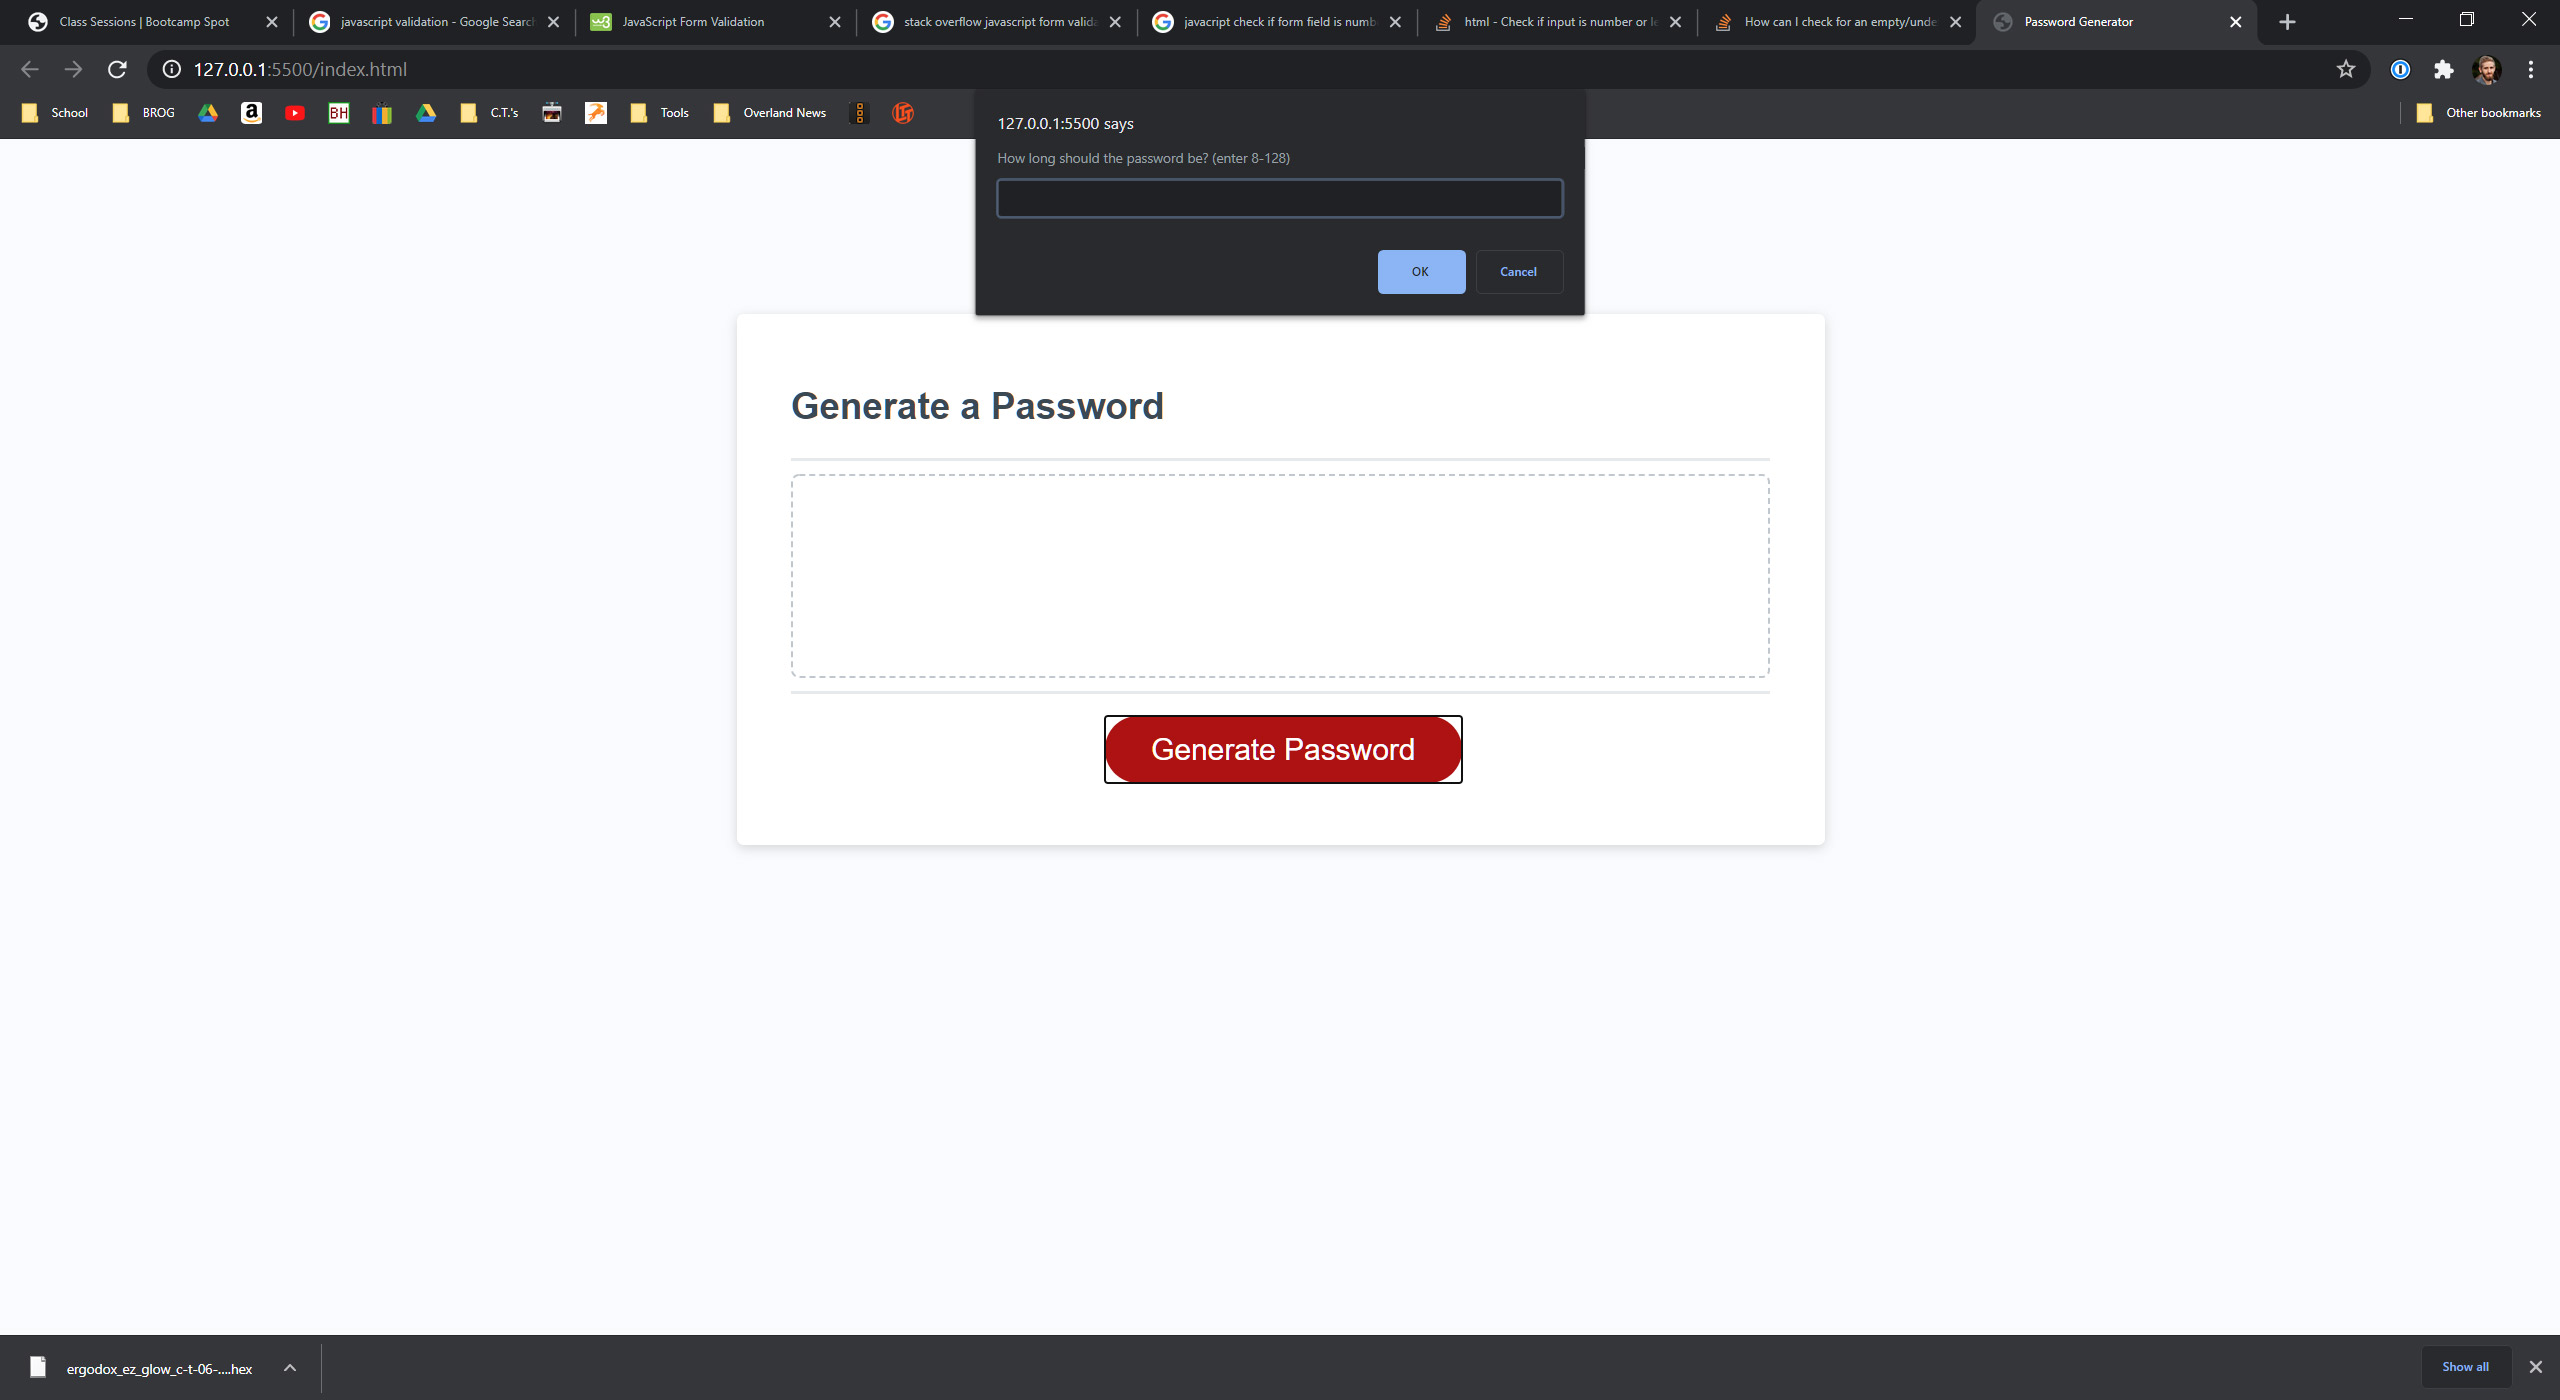 Class Sessions | Bootcamp Spot
javascript validation - Google Search
JavaScript Form Validation
stack overflow javascript form valida
javacript check if form field is numb
html - Check if input is number or le
How can I check for an empty/unde
Password Generator
127.0.0.1:5500/index.html
School
BROG
a
BH
C.T.'s
Tools
Overland News
Other bookmarks
127.0.0.1:5500 says
How long should the password be? (enter 8-128)
OK
Cancel
Generate a Password
Generate Password
ergodox_ez_glow_c-t-06-....hex
Show all